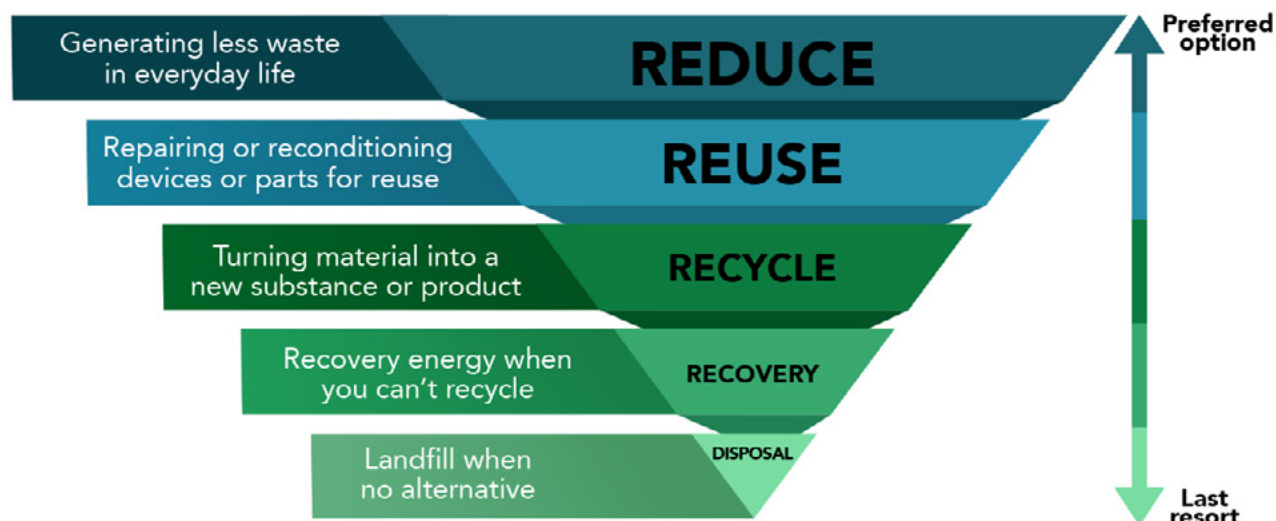 Generating less waste
in everyday life
REDUCE
Preferred
option
Repairing or reconditioning
devices or parts for reuse
REUSE
Turning material into a
new substance or product
RECYCLE
Recovery energy when
you can't recycle
RECOVERY
Landfill when
no alternative
DISPOSAL
Last
resort